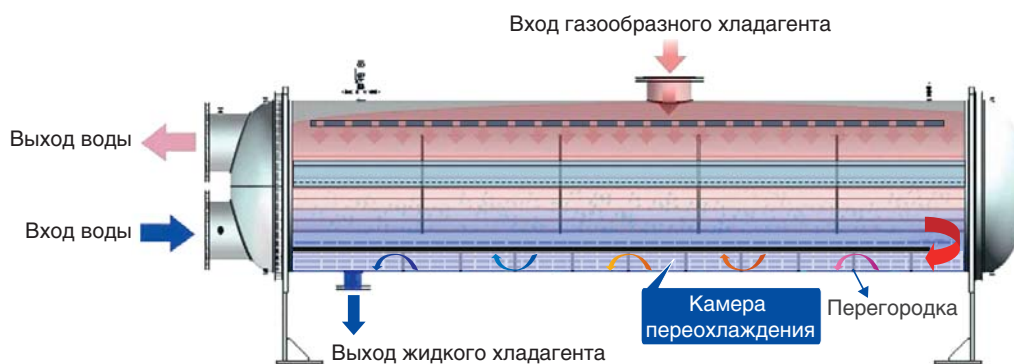 Вход газообразного хладагента
Выход воды
Вход воды
Камера
переохлаждения
Перегородка
Выход жидкого хладагента